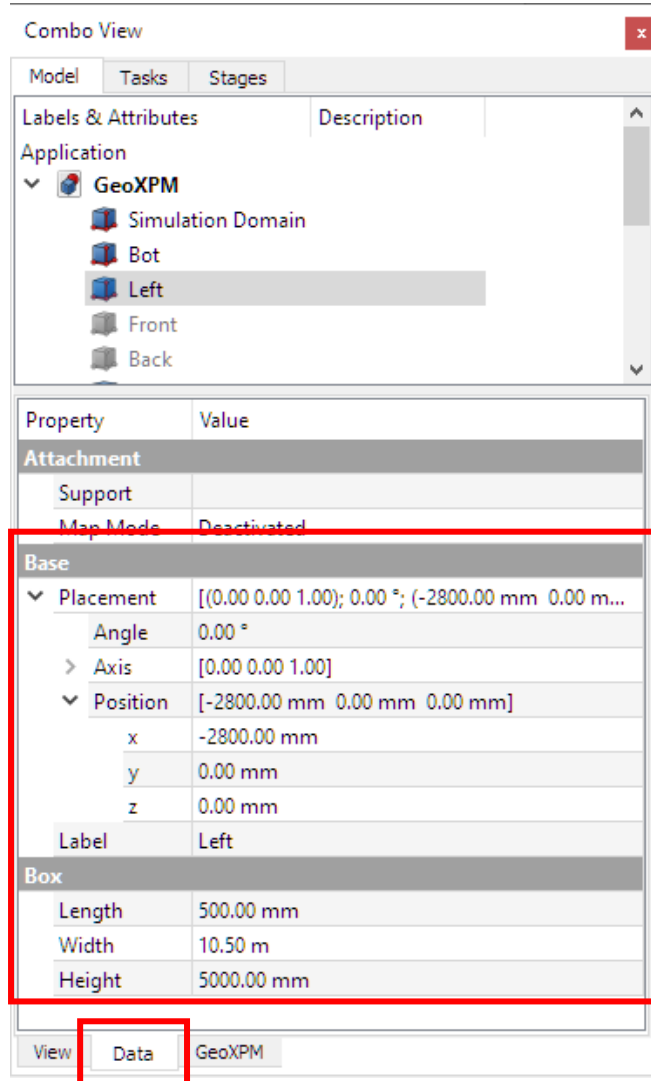 Combo View
x
Model Tasks Stages
Labels & Attributes Description
Application
GeoXPM
Simulation Domain
Bot
Left
Front
Back
Property Value
Attachment
Support
Map Mode Deactivated
Base
Placement [(0.00 0.00 1.00); 0.00 °; (-2800.00 mm 0.00 m...
Angle 0.00 °
Axis [0.00 0.00 1.00]
Position [-2800.00 mm 0.00 mm 0.00 mm]
x -2800.00 mm
y 0.00 mm
z 0.00 mm
Label Left
Box
Length 500.00 mm
Width 10.50 m
Height 5000.00 mm
View Data GeoXPM